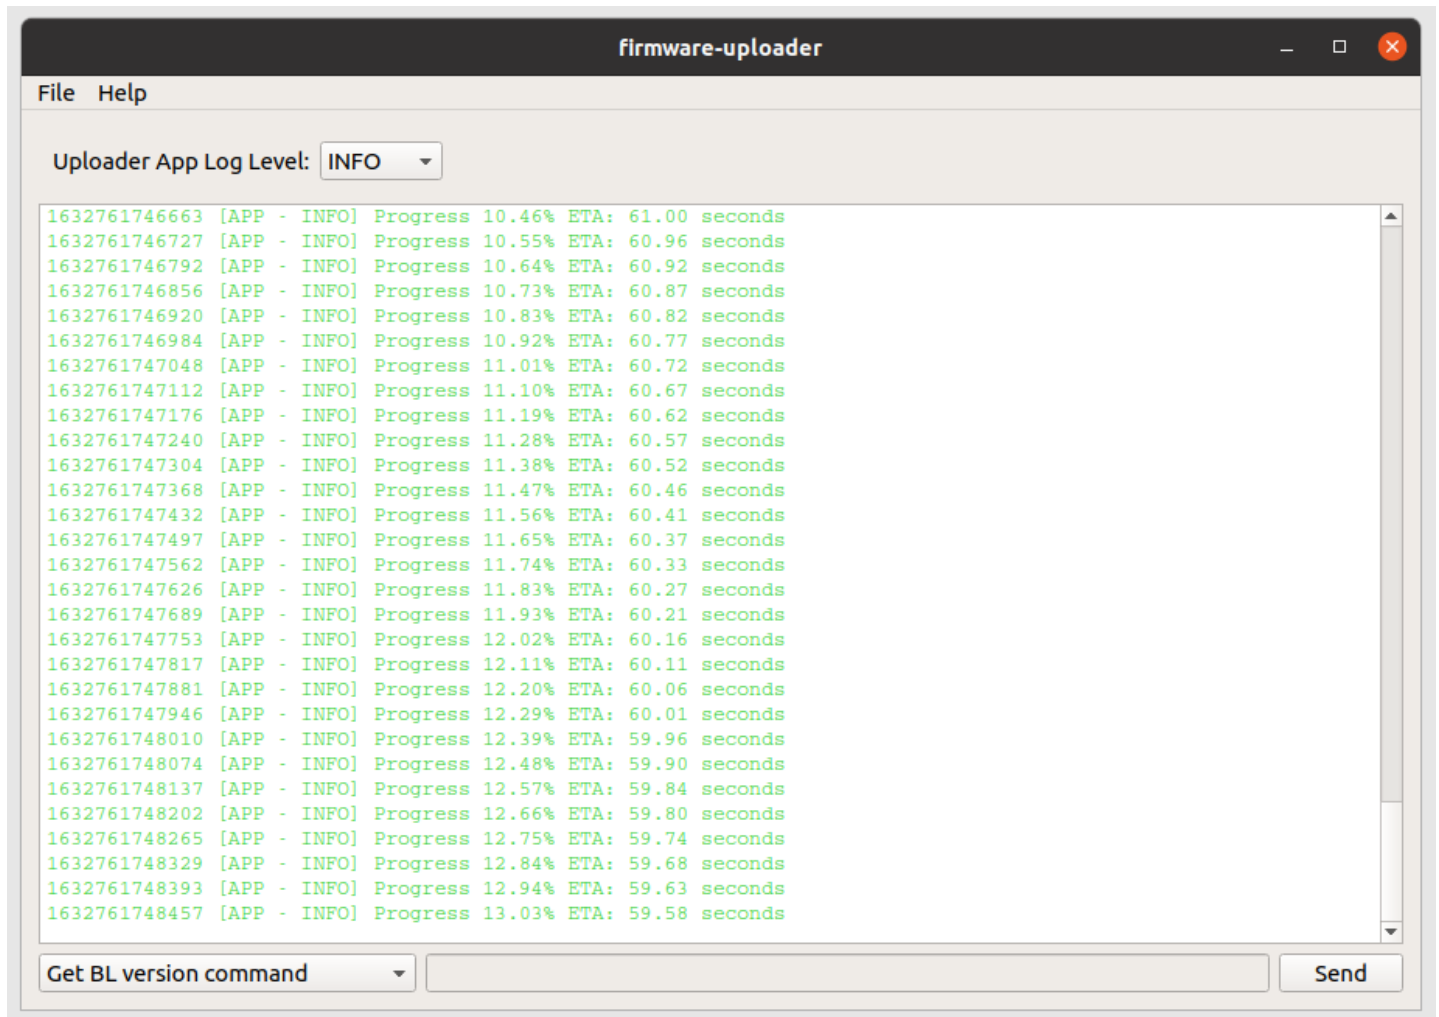 firmware-uploader
File Help
Uploader App Log Level: INFO
1632761746663 [APP - INFO] Progress 10.46% ETA: 61.00 seconds
1632761746727 [APP - INFO] Progress 10.55% ETA: 60.96 seconds
1632761746792 [APP - INFO] Progress 10.64% ETA: 60.92 seconds
1632761746856 [APP - INFO] Progress 10.73% ETA: 60.87 seconds
1632761746920 [APP - INFO] Progress 10.83% ETA: 60.82 seconds
1632761746984 [APP - INFO] Progress 10.92% ETA: 60.77 seconds
1632761747048 [APP - INFO] Progress 11.01% ETA: 60.72 seconds
1632761747112 [APP - INFO] Progress 11.10% ETA: 60.67 seconds
1632761747176 [APP - INFO] Progress 11.19% ETA: 60.62 seconds
1632761747240 [APP - INFO] Progress 11.28% ETA: 60.57 seconds
1632761747304 [APP - INFO] Progress 11.38% ETA: 60.52 seconds
1632761747368 [APP - INFO] Progress 11.47% ETA: 60.46 seconds
1632761747432 [APP - INFO] Progress 11.56% ETA: 60.41 seconds
1632761747497 [APP - INFO] Progress 11.65% ETA: 60.37 seconds
1632761747562 [APP - INFO] Progress 11.74% ETA: 60.33 seconds
1632761747626 [APP - INFO] Progress 11.83% ETA: 60.27 seconds
1632761747689 [APP - INFO] Progress 11.93% ETA: 60.21 seconds
1632761747753 [APP - INFO] Progress 12.02% ETA: 60.16 seconds
1632761747817 [APP - INFO] Progress 12.11% ETA: 60.11 seconds
1632761747881 [APP - INFO] Progress 12.20% ETA: 60.06 seconds
1632761747946 [APP - INFO] Progress 12.29% ETA: 60.01 seconds
1632761748010 [APP - INFO] Progress 12.39% ETA: 59.96 seconds
1632761748074 [APP - INFO] Progress 12.48% ETA: 59.90 seconds
1632761748137 [APP - INFO] Progress 12.57% ETA: 59.84 seconds
1632761748202 [APP - INFO] Progress 12.66% ETA: 59.80 seconds
1632761748265 [APP - INFO] Progress 12.75% ETA: 59.74 seconds
1632761748329 [APP - INFO] Progress 12.84% ETA: 59.68 seconds
1632761748393 [APP - INFO] Progress 12.94% ETA: 59.63 seconds
1632761748457 [APP - INFO] Progress 13.03% ETA: 59.58 seconds
Get BL version command Send